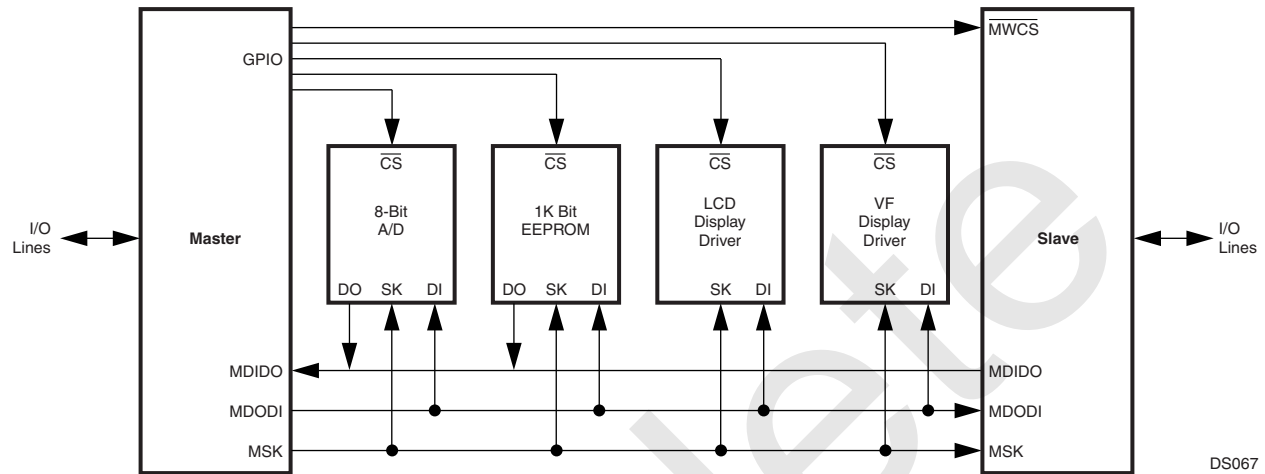 MWCS
GPIO
CS
CS
CS
CS
8-Bit
A/D
1K Bit
EEPROM
LCD
Display
Driver
VF
Display
Driver
I/O
Lines
Master
Slave
I/O
Lines
DO SK DI
DO SK DI
SK DI
SK DI
MDIDO
MDIDO
MDODI
MDODI
MSK
MSK
DS067